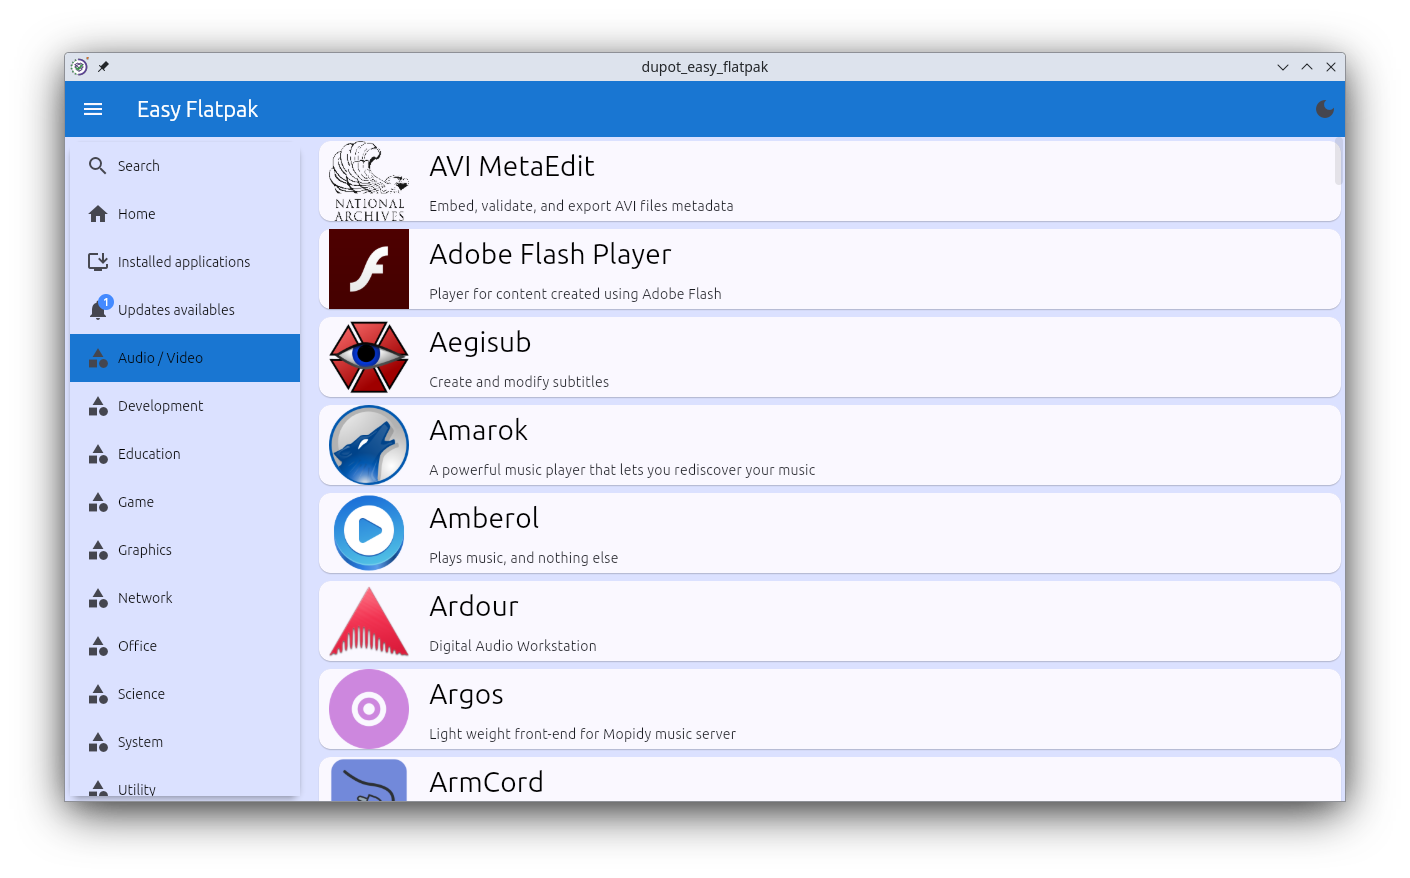 dupot_easy_flatpak
Easy Flatpak
Search
Home
Installed applications
1
Updates availables
Audio / Video
Development
Education
Game
Graphics
Network
Office
Science
System
Utility
NATIONAL
ARCHIVES
AVI MetaEdit
Embed, validate, and export AVI files metadata
Adobe Flash Player
Player for content created using Adobe Flash
Aegisub
Create and modify subtitles
Amarok
A powerful music player that lets you rediscover your music
Amberol
Plays music, and nothing else
Ardour
Digital Audio Workstation
Argos
Light weight front-end for Mopidy music server
ArmCord